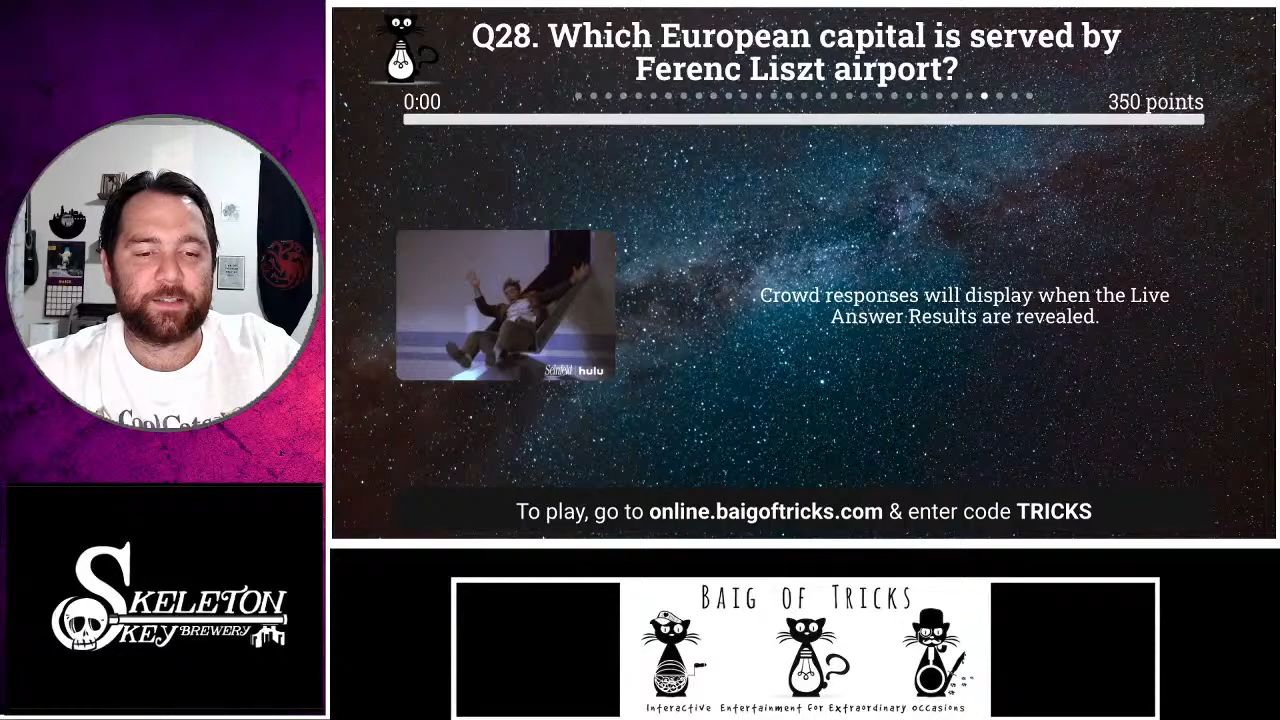 Q28. Which European capital is served by
Ferenc Liszt airport?
0:00
350 points
Crowd responses will display when the Live
Answer Results are revealed.
Seinfeld hulu
To play, go to online.baigoftricks.com & enter code TRICKS
MARCH
SKELETON
KEY BREWERY
BAIG OF TRICKS
Interactive Entertainment for Extraordinary occasions